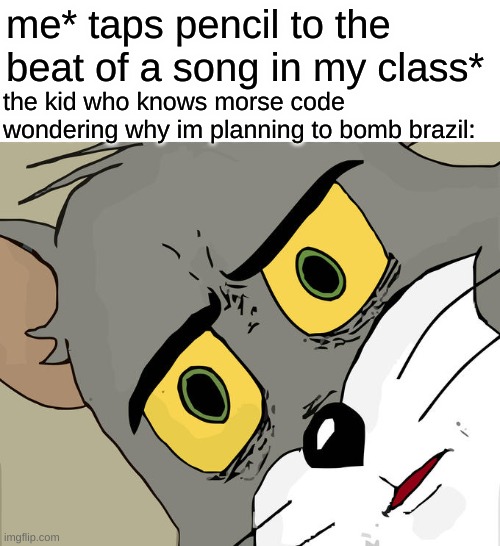 me* taps pencil to the
beat of a song in my class*
the kid who knows morse code
wondering why im planning to bomb brazil:
imgflip.com